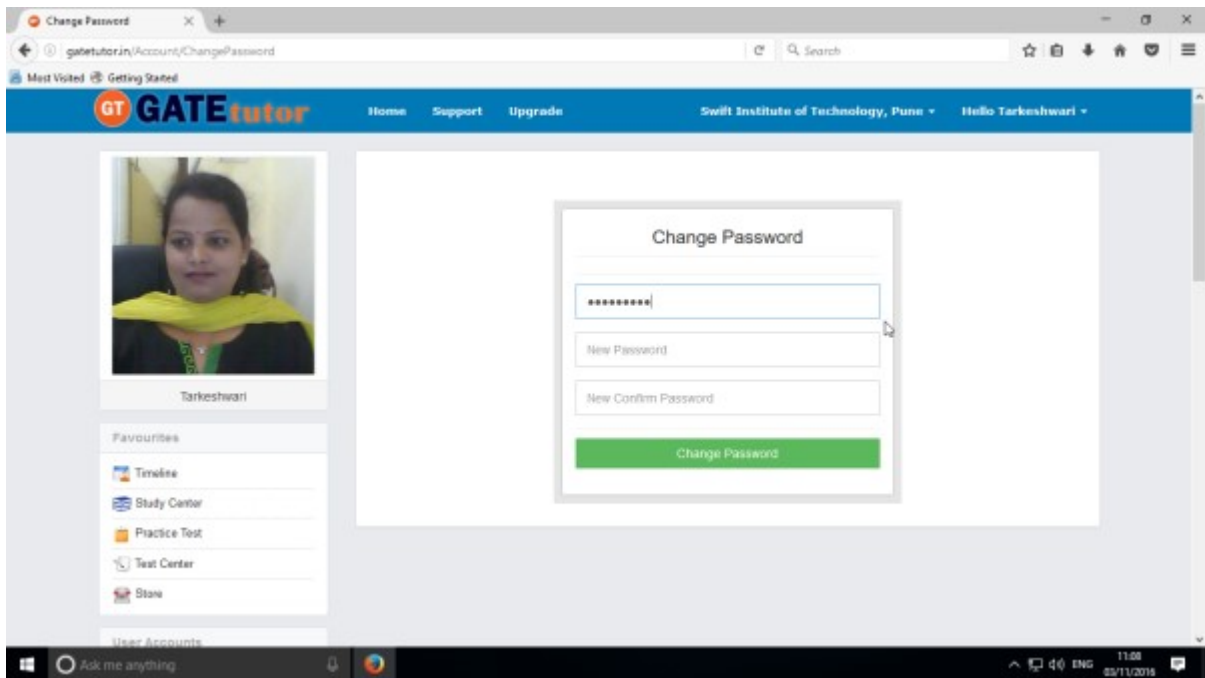 Change Password
gatetutor.in/Account/ChangePassword
Search
Most Visited Getting Started
GT GATEtutor Home Support Upgrade Swift Institute of Technology, Pune Hello Tarkeshwari
Change Password
•••••••••
New Password
New Confirm Password
Change Password
Tarkeshwari
Favourites
Timeline
Study Center
Practice Test
Test Center
Store
User Accounts
Ask me anything
ENG
11:08
03/11/2016